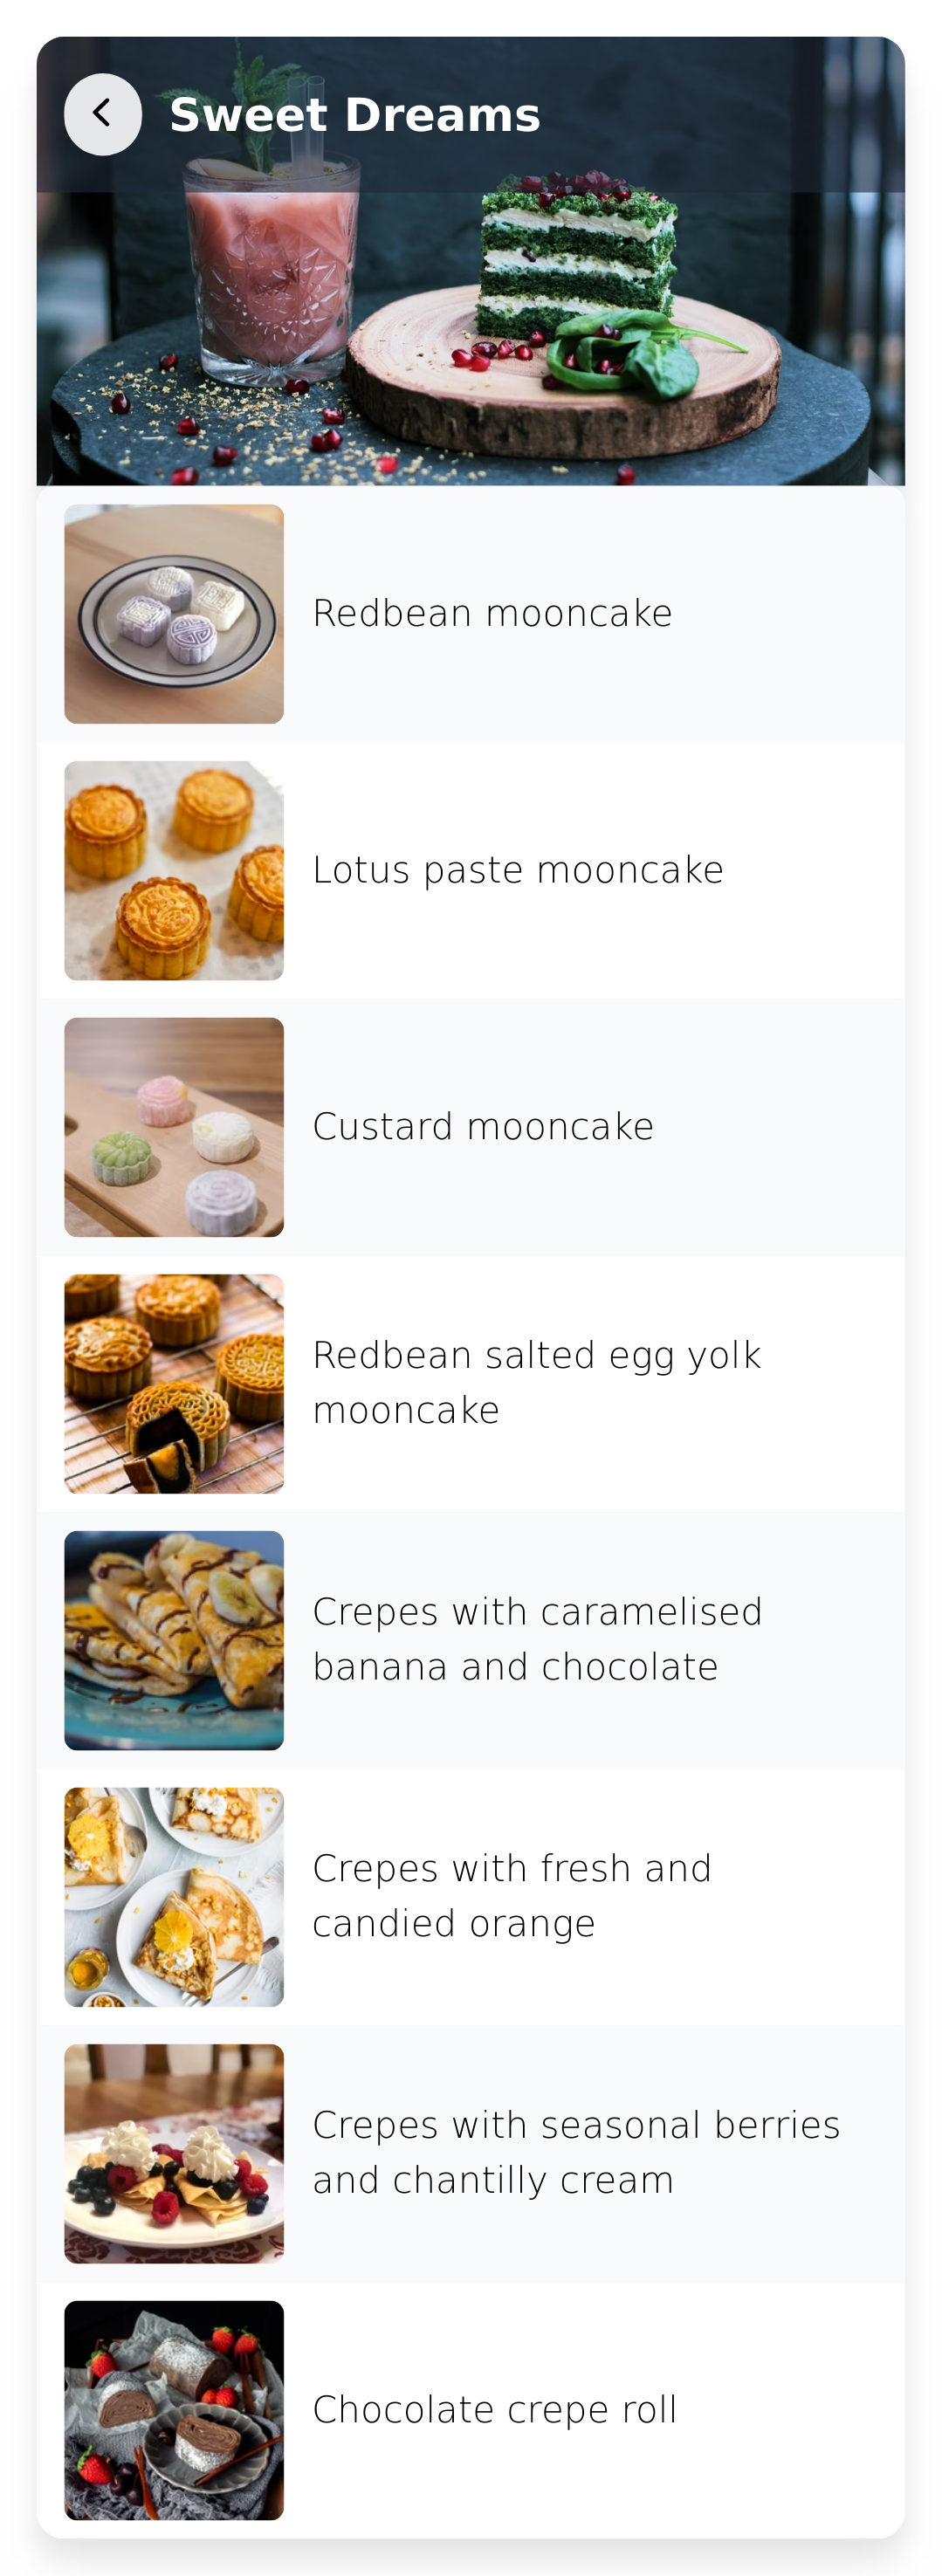 Sweet Dreams
Redbean mooncake
Lotus paste mooncake
Custard mooncake
Redbean salted egg yolk
mooncake
Crepes with caramelised
banana and chocolate
Crepes with fresh and
candied orange
Crepes with seasonal berries
and chantilly cream
Chocolate crepe roll